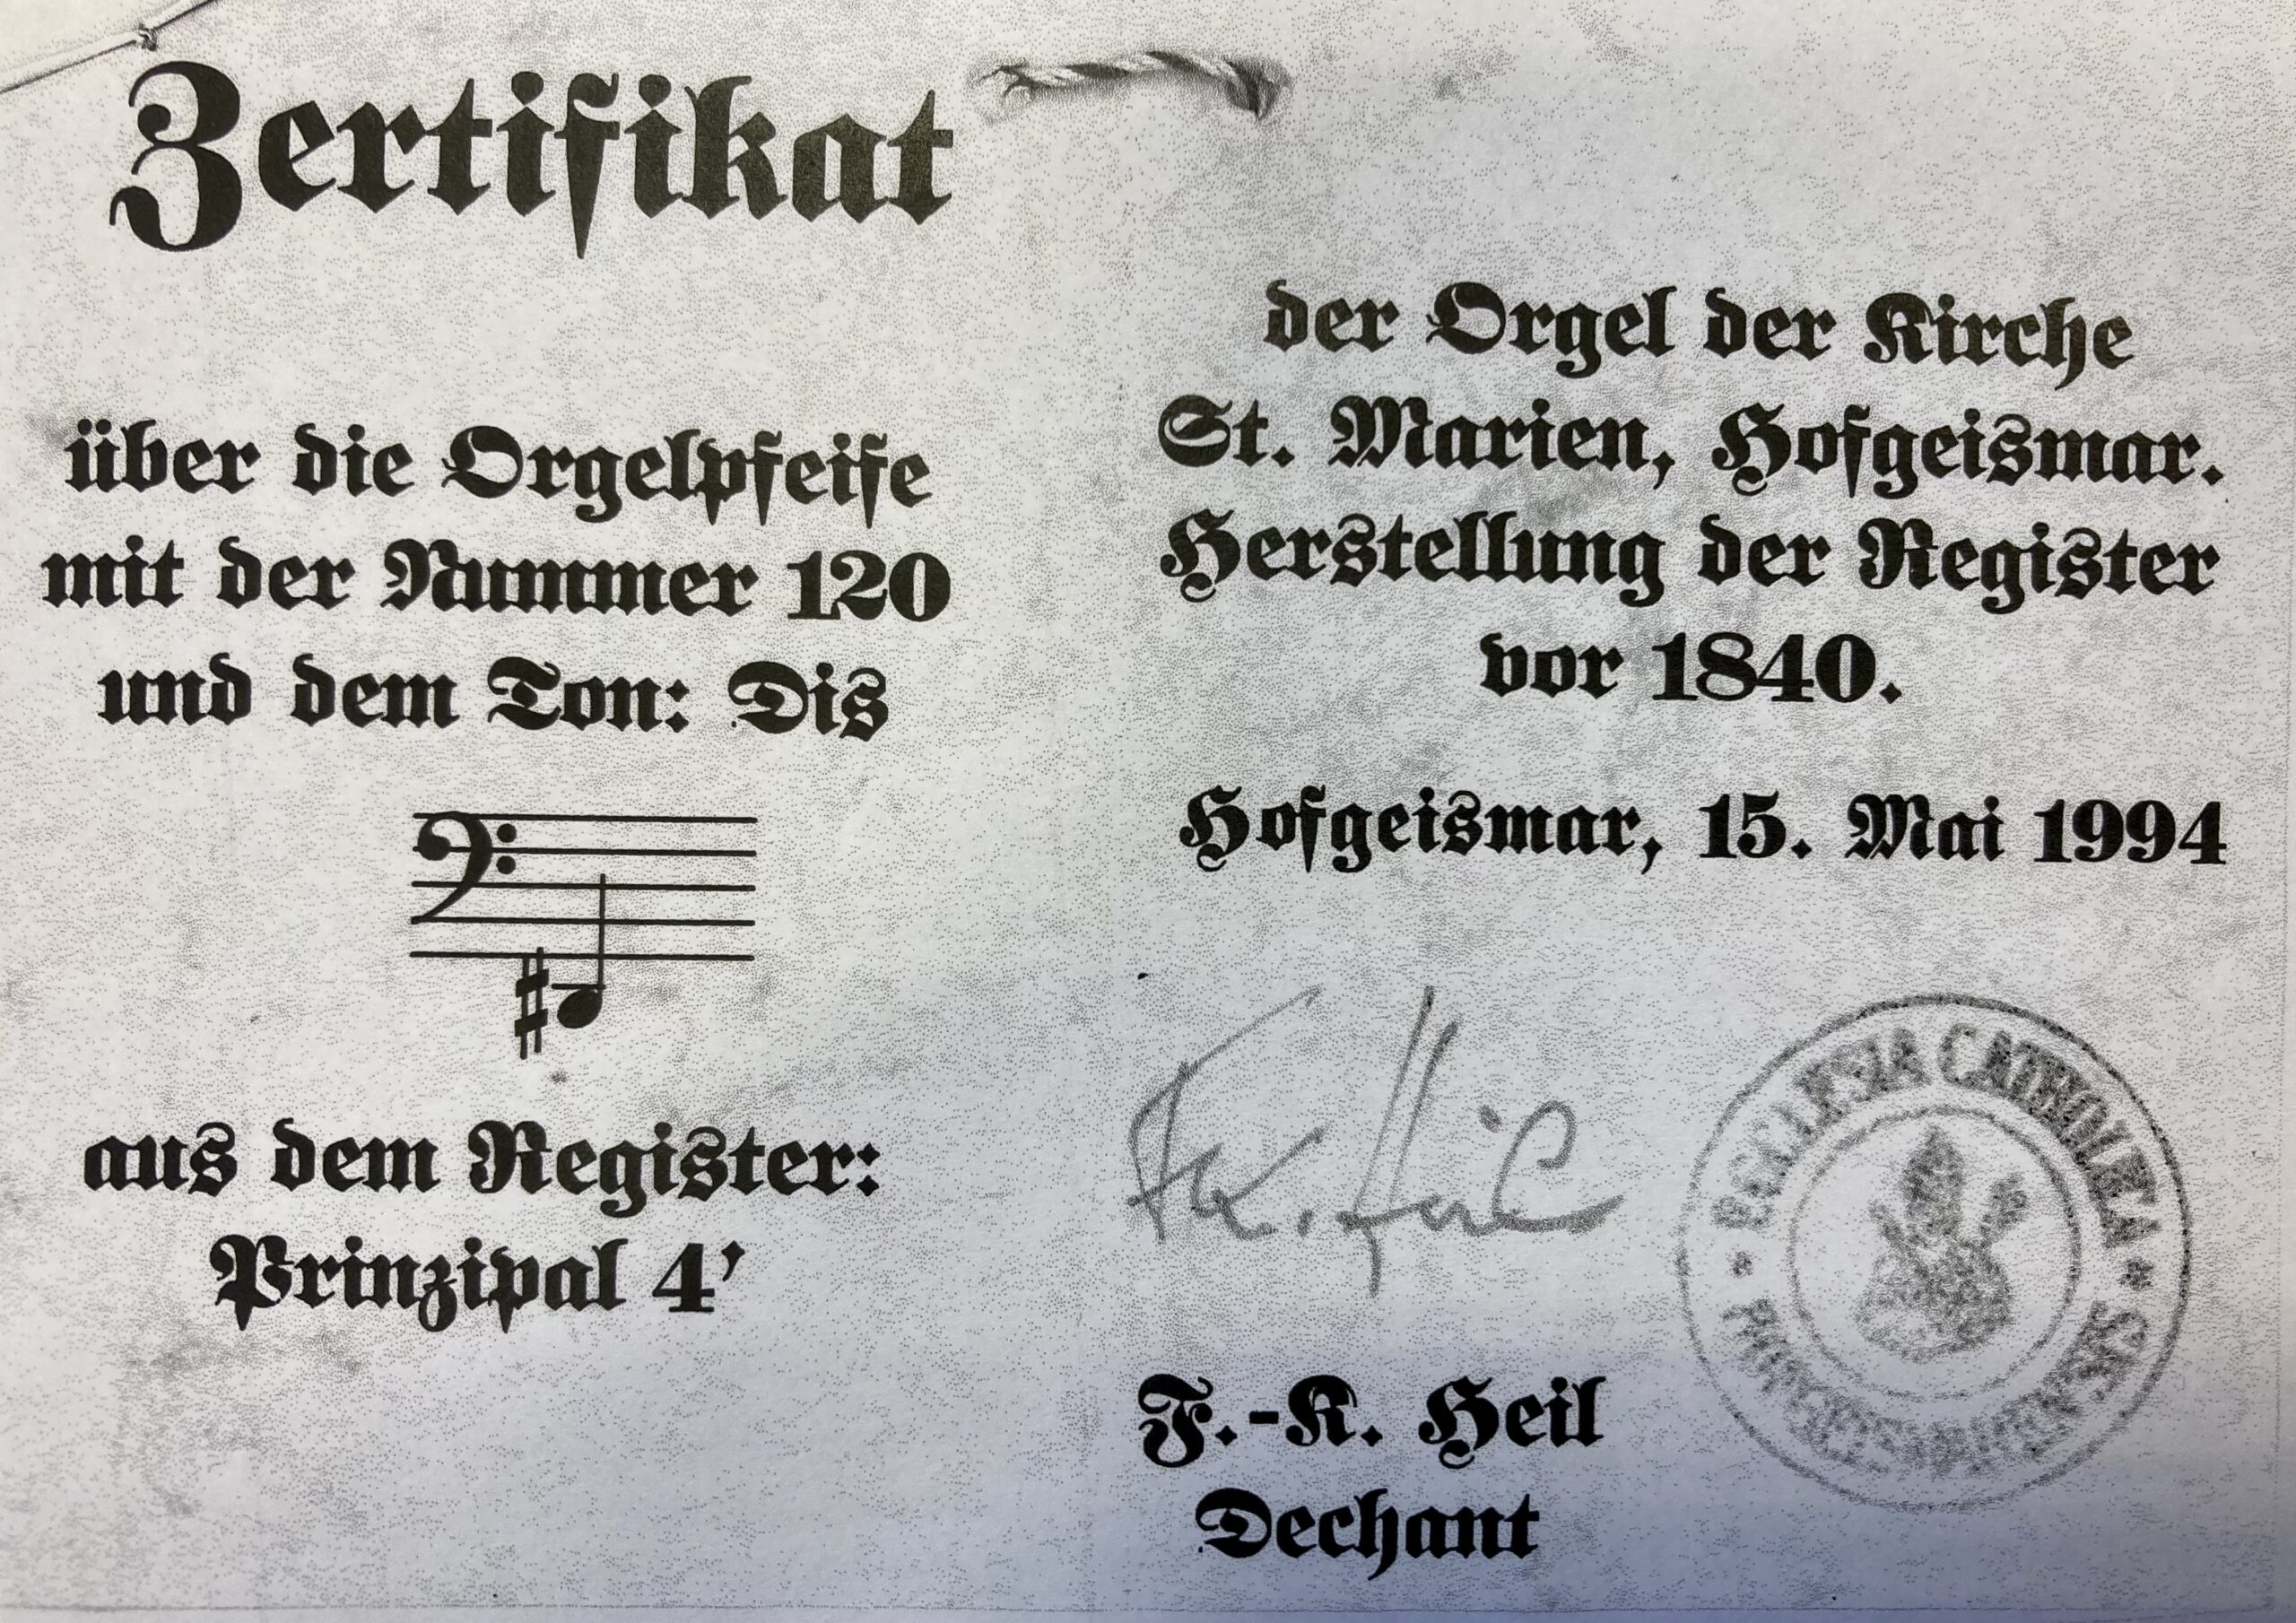 Zertifikat
über die Orgelpfeife
mit der Nummer 120
und dem Ton: Dis
aus dem Register:
Prinzipal 4'
der Orgel der Kirche
St. Marien, Hofgeismar.
Herstellung der Register
vor 1840.
Hofgeismar, 15. Mai 1994
F.-K. Heil
Dechant
CATHOLICA